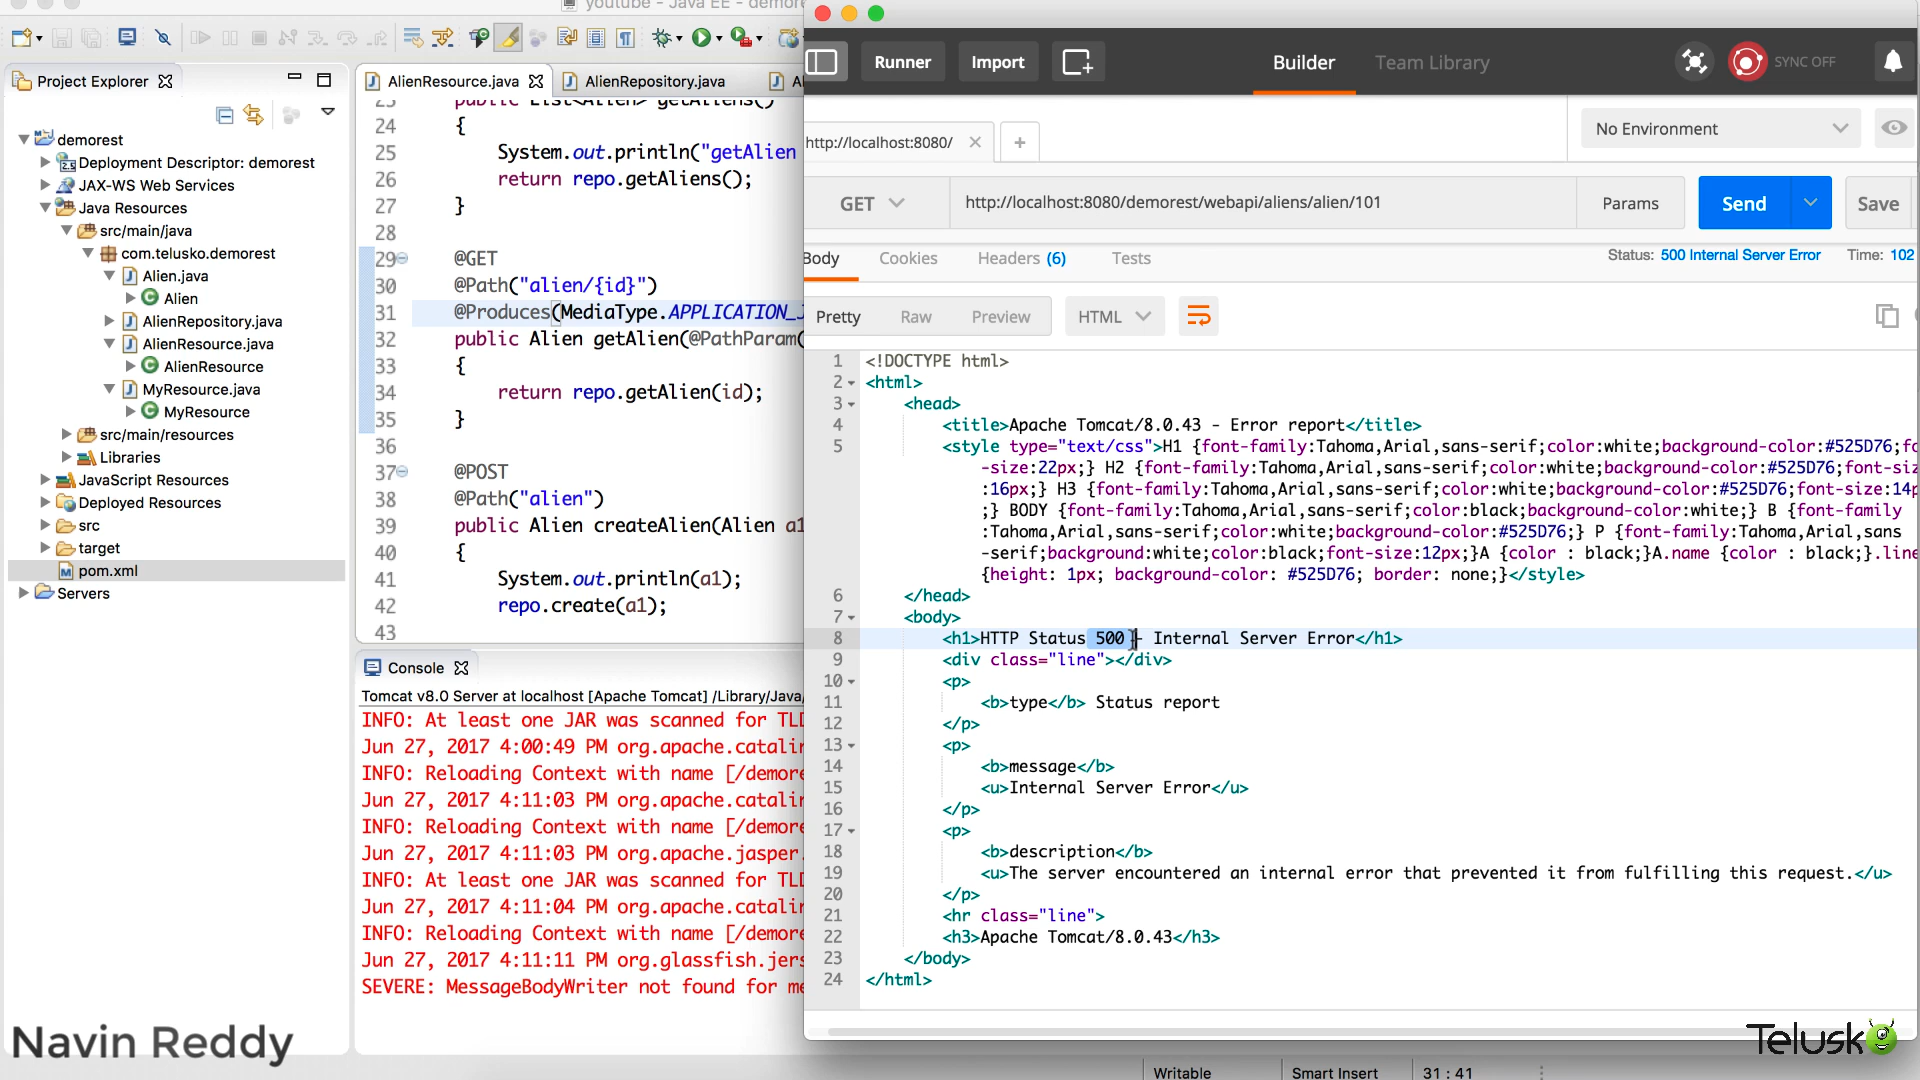 youtube - Java EE - demor
Project Explorer
demorest
Deployment Descriptor: demorest
JAX-WS Web Services
Java Resources
src/main/java
com.telusko.demorest
Alien.java
Alien
AlienRepository.java
AlienResource.java
AlienResource
MyResource.java
MyResource
src/main/resources
Libraries
JavaScript Resources
Deployed Resources
src
target
pom.xml
Servers
AlienResource.java
AlienRepository.java
23 public List<Alien> getAliens()
24 {
25 System.out.println("getAlien
26 return repo.getAliens();
27 }
28
29 @GET
30 @Path("alien/{id}")
31 @Produces(MediaType.APPLICATION_J
32 public Alien getAlien(@PathParam(
33 {
34 return repo.getAlien(id);
35 }
36
37 @POST
38 @Path("alien")
39 public Alien createAlien(Alien a1
40 {
41 System.out.println(a1);
42 repo.create(a1);
43
Console
Tomcat v8.0 Server at localhost [Apache Tomcat] /Library/Java/
INFO: At least one JAR was scanned for TLD
Jun 27, 2017 4:00:49 PM org.apache.catalin
INFO: Reloading Context with name [/demore
Jun 27, 2017 4:11:03 PM org.apache.catalin
INFO: Reloading Context with name [/demore
Jun 27, 2017 4:11:03 PM org.apache.jasper.
INFO: At least one JAR was scanned for TLD
Jun 27, 2017 4:11:04 PM org.apache.catalin
INFO: Reloading Context with name [/demore
Jun 27, 2017 4:11:11 PM org.glassfish.jers
SEVERE: MessageBodyWriter not found for me
Runner Import Builder Team Library SYNC OFF
http://localhost:8080/ + No Environment
GET http://localhost:8080/demorest/webapi/aliens/alien/101 Params Send Save
Body Cookies Headers (6) Tests Status: 500 Internal Server Error Time: 102
Pretty Raw Preview HTML
1 <!DOCTYPE html>
2 <html>
3 <head>
4 <title>Apache Tomcat/8.0.43 - Error report</title>
5 <style type="text/css">H1 {font-family:Tahoma,Arial,sans-serif;color:white;background-color:#525D76;fo
-size:22px;} H2 {font-family:Tahoma,Arial,sans-serif;color:white;background-color:#525D76;font-siz
:16px;} H3 {font-family:Tahoma,Arial,sans-serif;color:white;background-color:#525D76;font-size:14p
;} BODY {font-family:Tahoma,Arial,sans-serif;color:black;background-color:white;} B {font-family
:Tahoma,Arial,sans-serif;color:white;background-color:#525D76;} P {font-family:Tahoma,Arial,sans
-serif;background:white;color:black;font-size:12px;}A {color : black;}A.name {color : black;}.line
{height: 1px; background-color: #525D76; border: none;}</style>
6 </head>
7 <body>
8 <h1>HTTP Status 500 - Internal Server Error</h1>
9 <div class="line"></div>
10 <p>
11 <b>type</b> Status report
12 </p>
13 <p>
14 <b>message</b>
15 <u>Internal Server Error</u>
16 </p>
17 <p>
18 <b>description</b>
19 <u>The server encountered an internal error that prevented it from fulfilling this request.</u>
20 </p>
21 <hr class="line">
22 <h3>Apache Tomcat/8.0.43</h3>
23 </body>
24 </html>
Navin Reddy
Telusko
Writable Smart Insert 31 : 41